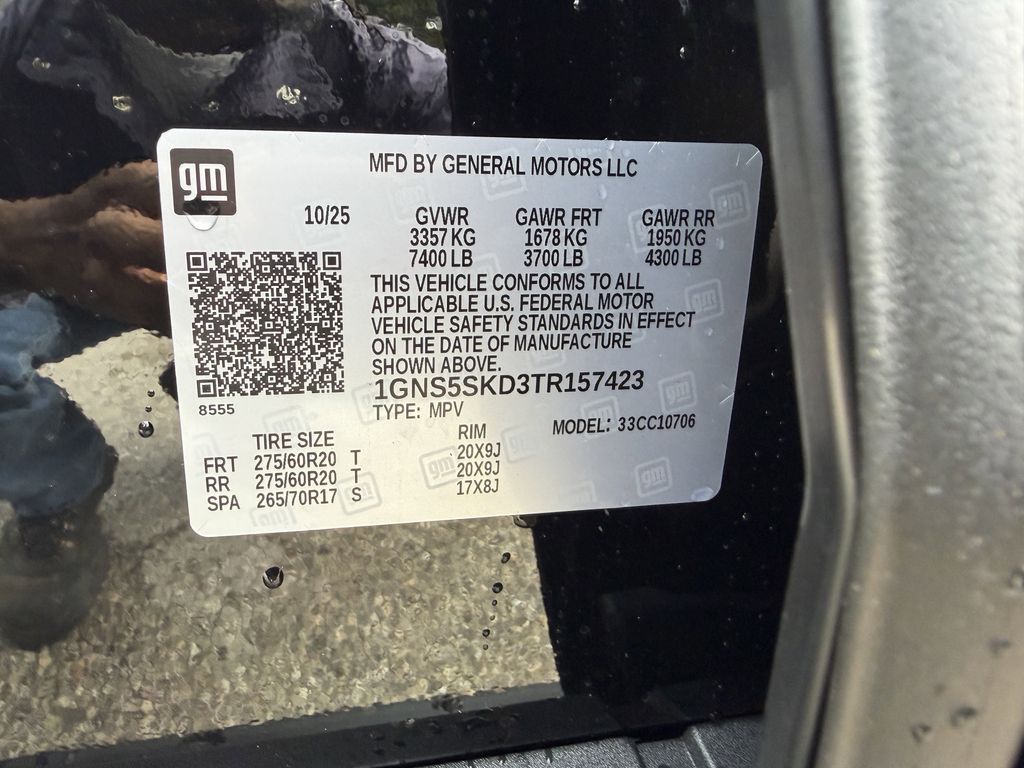 gm
MFD BY GENERAL MOTORS LLC
10/25 GVWR GAWR FRT GAWR RR
3357 KG 1678 KG 1950 KG
7400 LB 3700 LB 4300 LB
THIS VEHICLE CONFORMS TO ALL
APPLICABLE U.S. FEDERAL MOTOR
VEHICLE SAFETY STANDARDS IN EFFECT
ON THE DATE OF MANUFACTURE
SHOWN ABOVE.
1GNS5SKD3TR157423
8555
TYPE: MPV
MODEL: 33CC10706
TIRE SIZE RIM
FRT 275/60R20 T 20X9J
RR 275/60R20 T 20X9J
SPA 265/70R17 S 17X8J